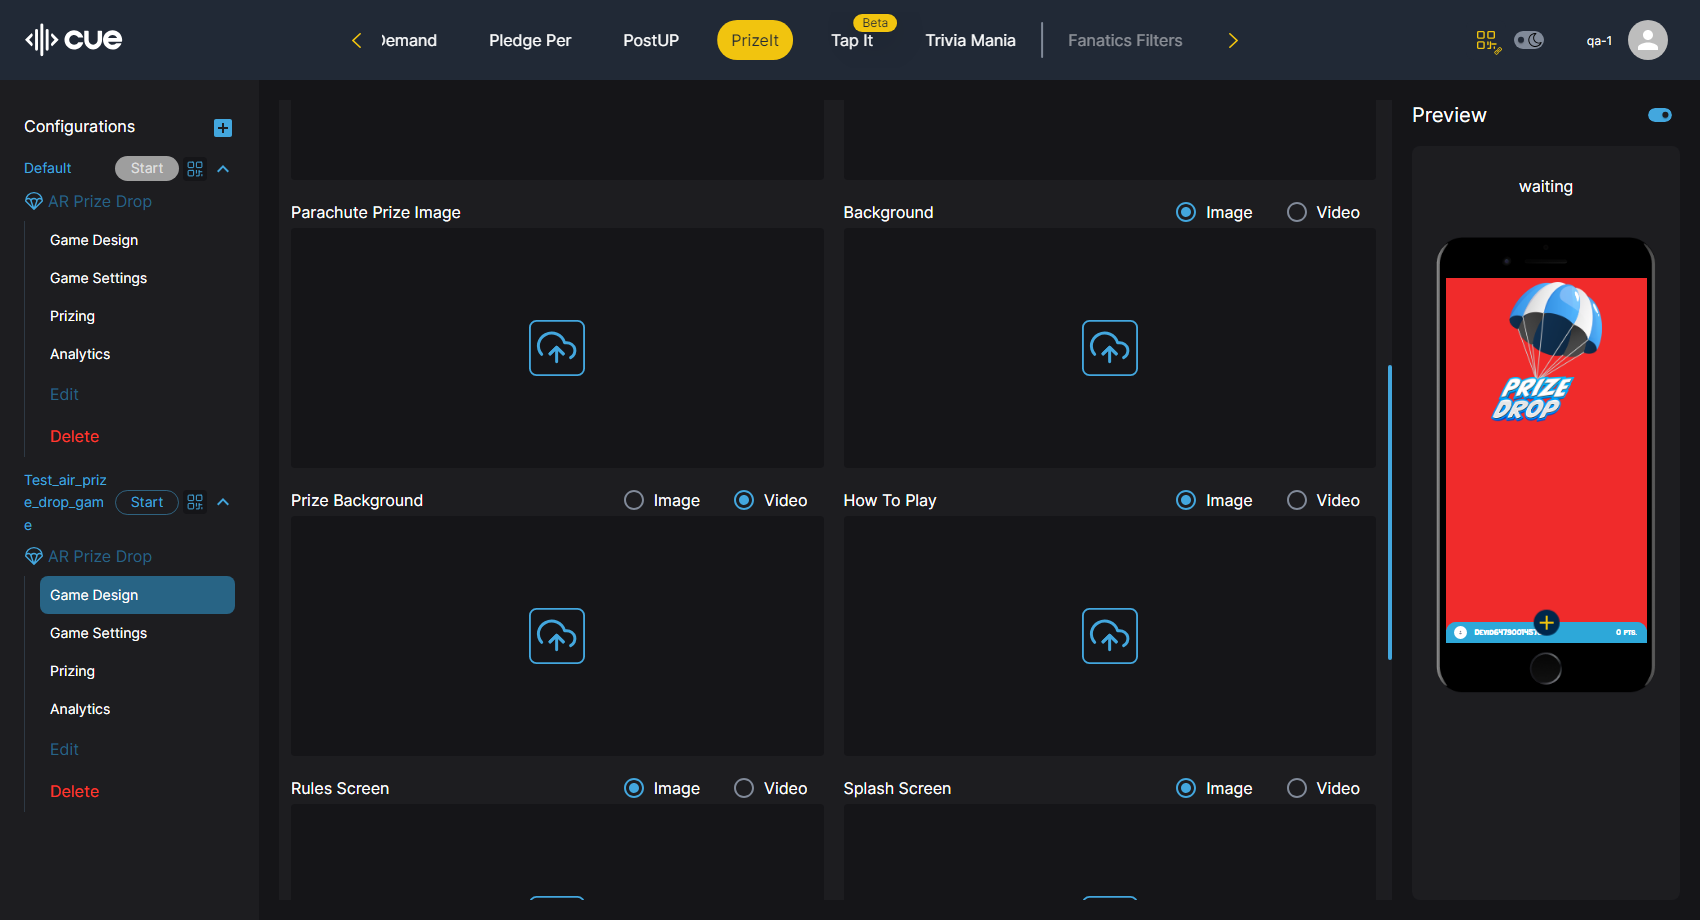 cue
Demand
Pledge Per
PostUP
PrizeIt
Beta
Tap It
Trivia Mania
Fanatics Filters
qa-1
Configurations
Default
Start
AR Prize Drop
Game Design
Game Settings
Prizing
Analytics
Edit
Delete
Test_air_priz
e_drop_gam
e
Start
AR Prize Drop
Game Design
Game Settings
Prizing
Analytics
Edit
Delete
Parachute Prize Image
Background
Image
Video
Prize Background
Image
Video
How To Play
Image
Video
Rules Screen
Image
Video
Splash Screen
Image
Video
Preview
waiting
PRIZE
DROP
0 PTS.